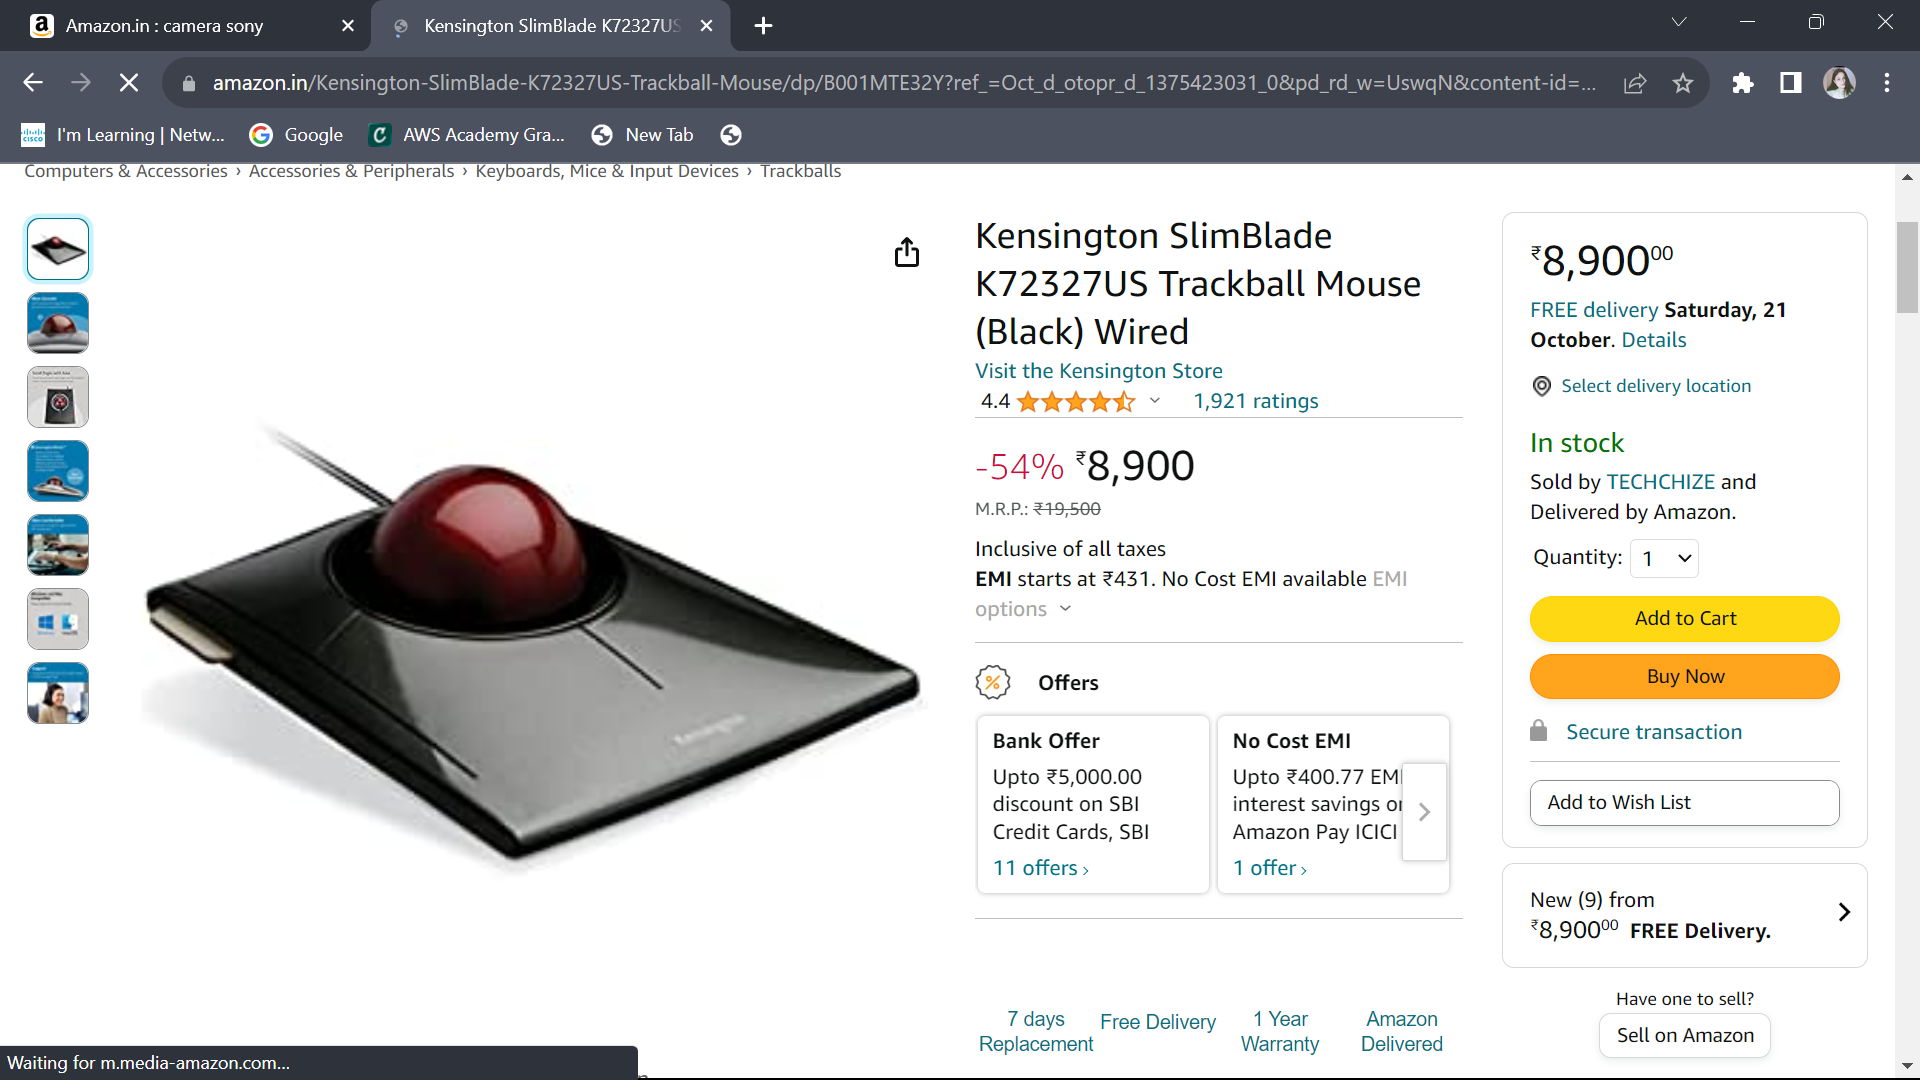 Amazon.in : camera sony
Kensington SlimBlade K72327US
amazon.in/Kensington-SlimBlade-K72327US-Trackball-Mouse/dp/B001MTE32Y?ref_=Oct_d_otopr_d_1375423031_0&pd_rd_w=UswqN&content-id=...
I'm Learning | Netw...
Google
AWS Academy Gra...
New Tab
Computers & Accessories › Accessories & Peripherals › Keyboards, Mice & Input Devices › Trackballs
Kensington SlimBlade
K72327US Trackball Mouse
(Black) Wired
Visit the Kensington Store
4.4
1,921 ratings
-54% ₹8,900
M.R.P.: ₹19,500
Inclusive of all taxes
EMI starts at ₹431. No Cost EMI available EMI
options
Offers
Bank Offer
Upto ₹5,000.00
discount on SBI
Credit Cards, SBI
11 offers ›
No Cost EMI
Upto ₹400.77 EMI
interest savings on
Amazon Pay ICICI
1 offer ›
7 days
Replacement
Free Delivery
1 Year
Warranty
Amazon
Delivered
₹8,90000
FREE delivery Saturday, 21
October. Details
Select delivery location
In stock
Sold by TECHCHIZE and
Delivered by Amazon.
Quantity: 1
Add to Cart
Buy Now
Secure transaction
Add to Wish List
New (9) from
₹8,90000 FREE Delivery.
Have one to sell?
Sell on Amazon
Kensington
Waiting for m.media-amazon.com...